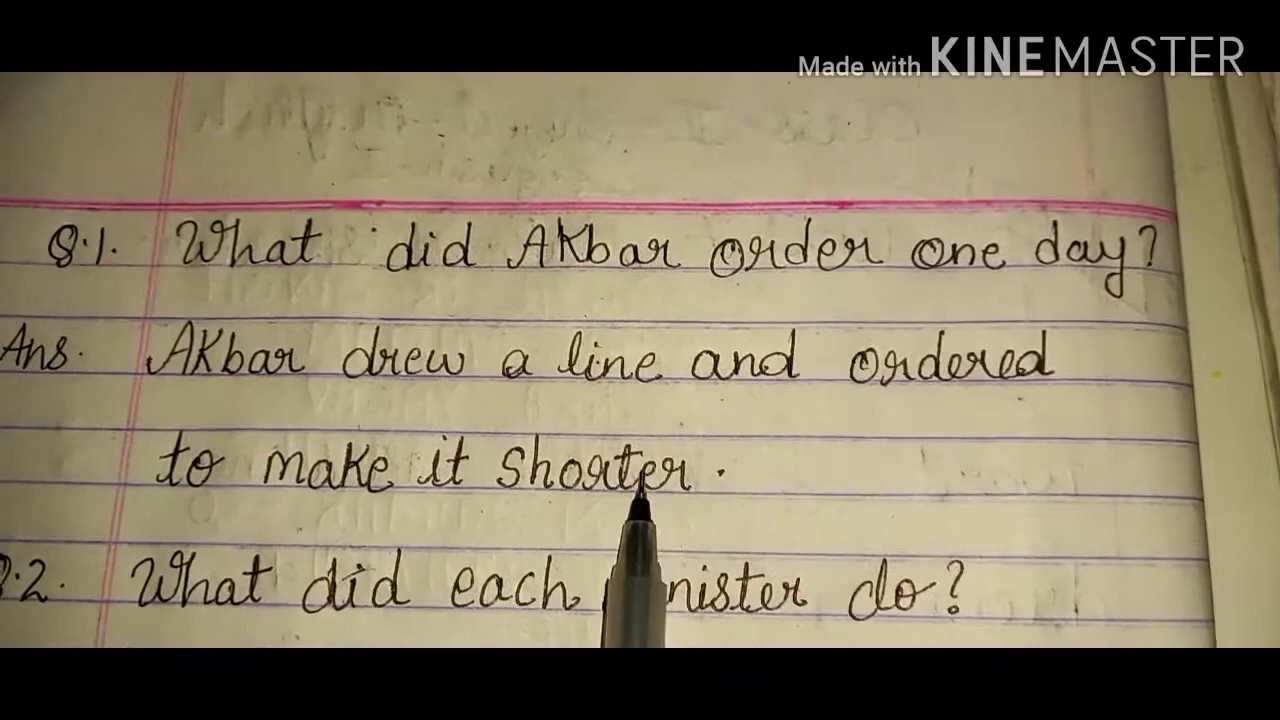 Made with KINEMASTER
Q.1. What did Akbar order one day?
Ans. Akbar drew a line and ordered
to make it shorter.
.2. What did each do?